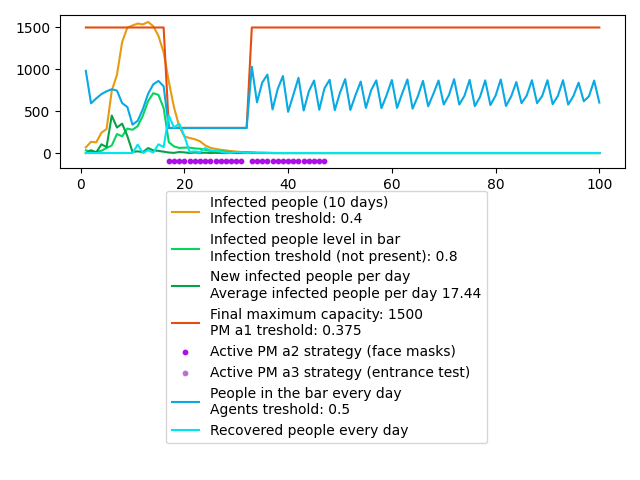 1500
1000
500
0
0
20
40
60
80
100
Infected people (10 days)
Infection treshold: 0.4
Infected people level in bar
Infection treshold (not present): 0.8
New infected people per day
Average infected people per day 17.44
Final maximum capacity: 1500
PM a1 treshold: 0.375
Active PM a2 strategy (face masks)
Active PM a3 strategy (entrance test)
People in the bar every day
Agents treshold: 0.5
Recovered people every day